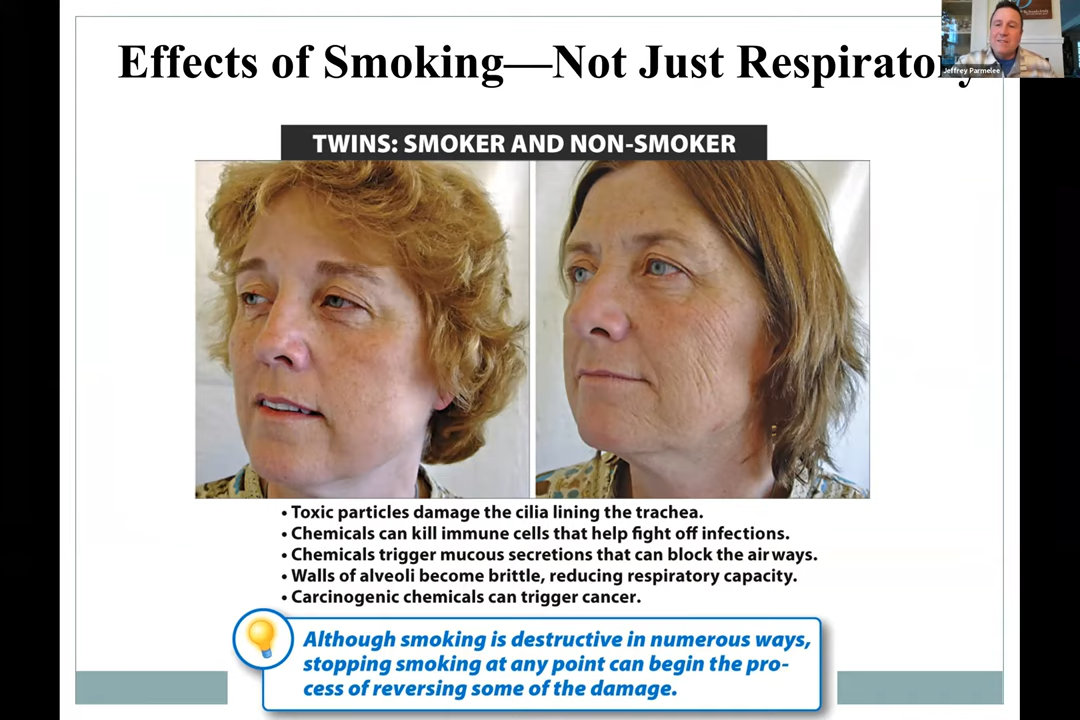 Effects of Smoking—Not Just Respiratory
Jeffrey Parmelee
TWINS: SMOKER AND NON-SMOKER
• Toxic particles damage the cilia lining the trachea.
• Chemicals can kill immune cells that help fight off infections.
• Chemicals trigger mucous secretions that can block the airways.
• Walls of alveoli become brittle, reducing respiratory capacity.
• Carcinogenic chemicals can trigger cancer.
Although smoking is destructive in numerous ways,
stopping smoking at any point can begin the pro-
cess of reversing some of the damage.